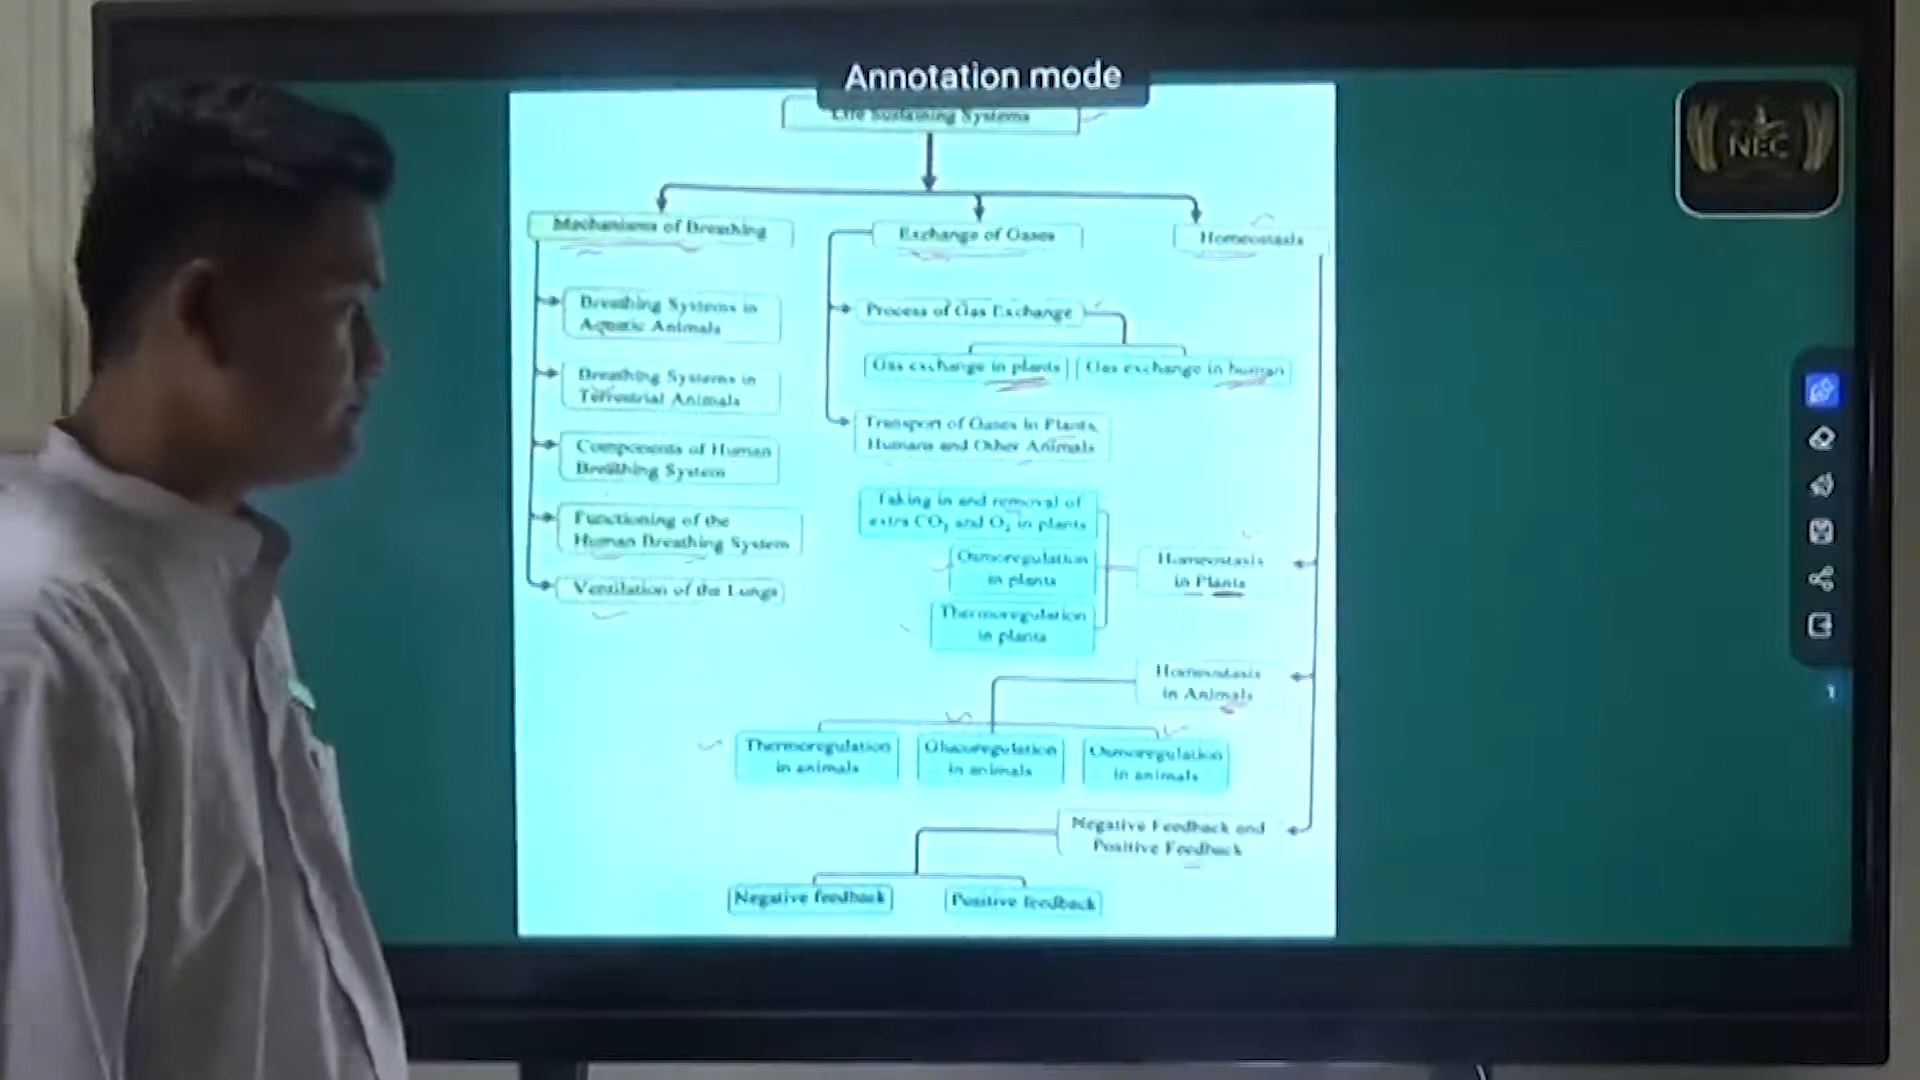 Annotation mode
Life Sustaining Systems
NEC
Mechanisms of Breathing
Exchange of Gases
Homeostasis
Breathing Systems in
Aquatic Animals
Breathing Systems in
Terrestrial Animals
Components of Human
Breathing System
Functioning of the
Human Breathing System
Ventilation of the Lungs
Process of Gas Exchange
Gas exchange in plants
Gas exchange in human
Transport of Gases in Plants,
Humans and Other Animals
Taking in and removal of
extra CO₂ and O₂ in plants
Osmoregulation
in plants
Thermoregulation
in plants
Homeostasis
in Plants
Homeostasis
in Animals
Thermoregulation
in animals
Glucoregulation
in animals
Osmoregulation
in animals
Negative Feedback and
Positive Feedback
Negative feedback
Positive feedback
1